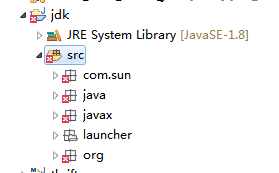 jdk
JRE System Library [JavaSE-1.8]
src
com.sun
java
javax
launcher
org